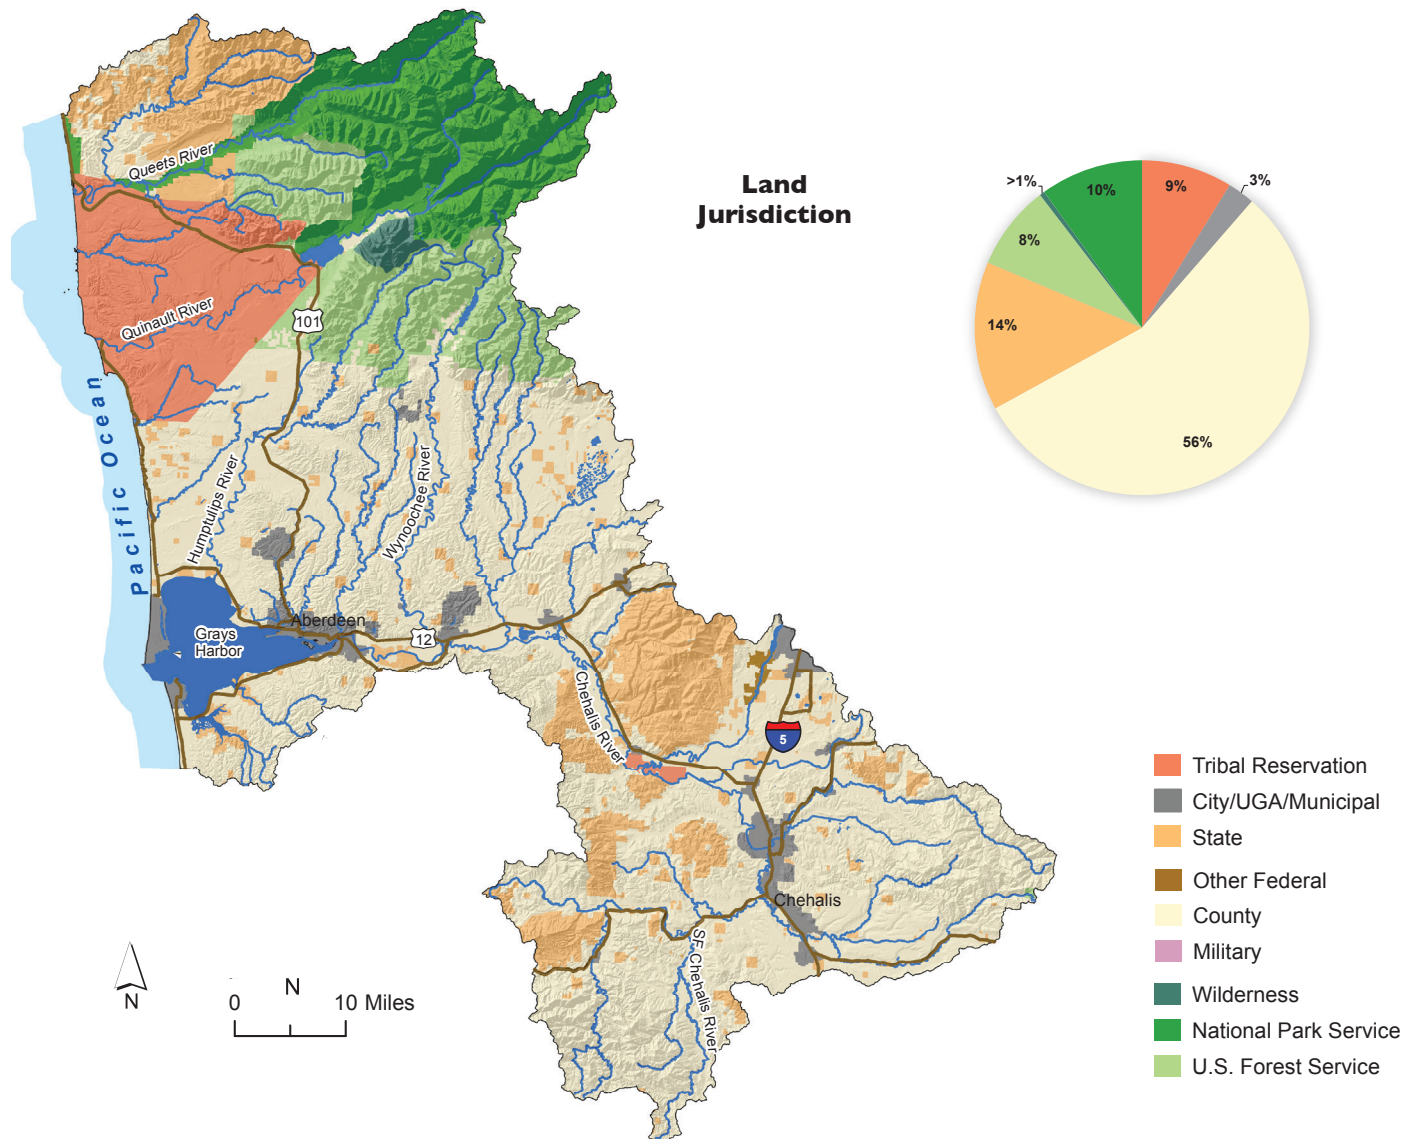 Land
Jurisdiction
>1%
10%
9%
3%
8%
14%
56%
Queets River
Quinault River
101
Pacific Ocean
Humptulips River
Wynoochee River
Aberdeen
Grays
Harbor
12
Chehalis River
5
Chehalis
SF Chehalis River
N
N
0
10 Miles
Tribal Reservation
City/UGA/Municipal
State
Other Federal
County
Military
Wilderness
National Park Service
U.S. Forest Service